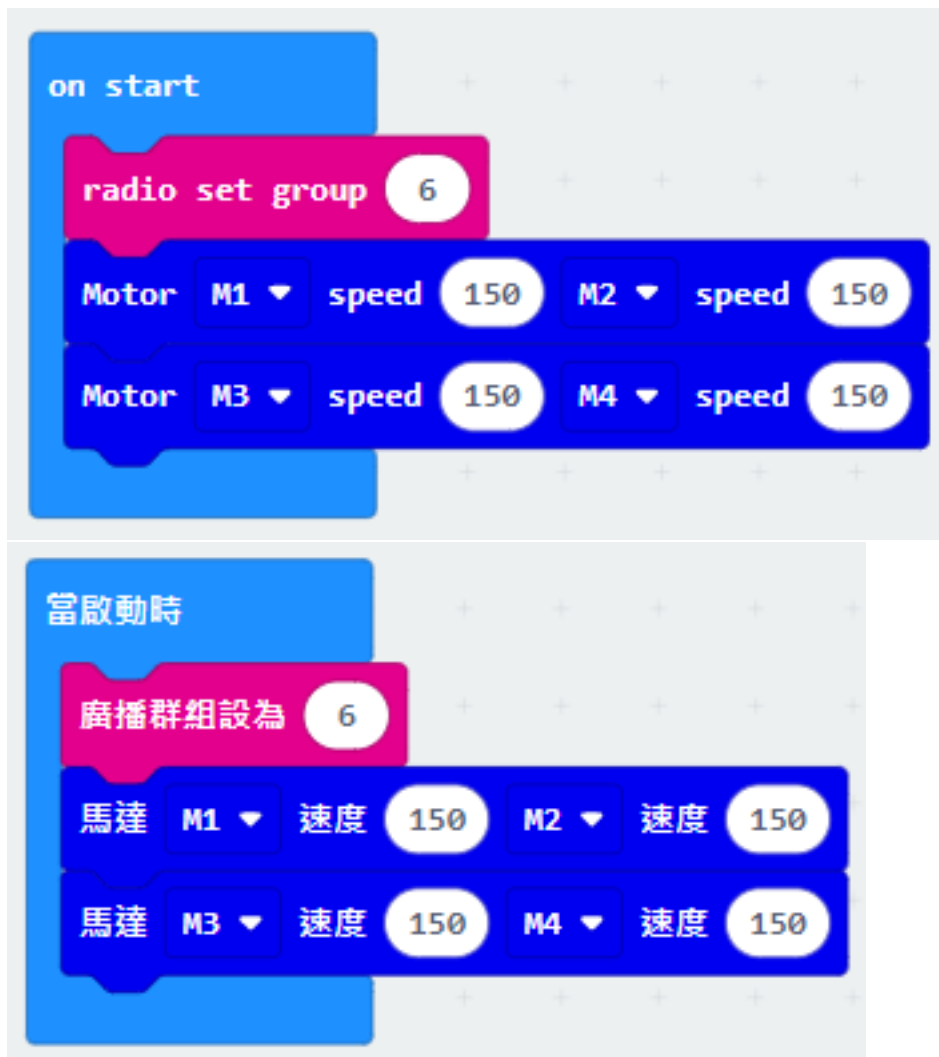 on start
radio set group 6
Motor M1 speed 150 M2 speed 150
Motor M3 speed 150 M4 speed 150
當啟動時
廣播群組設為 6
馬達 M1 速度 150 M2 速度 150
馬達 M3 速度 150 M4 速度 150